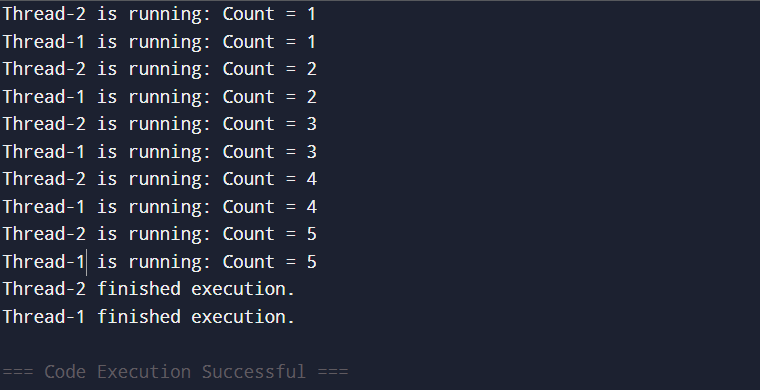 Thread-2 is running: Count = 1
Thread-1 is running: Count = 1
Thread-2 is running: Count = 2
Thread-1 is running: Count = 2
Thread-2 is running: Count = 3
Thread-1 is running: Count = 3
Thread-2 is running: Count = 4
Thread-1 is running: Count = 4
Thread-2 is running: Count = 5
Thread-1 is running: Count = 5
Thread-2 finished execution.
Thread-1 finished execution.
=== Code Execution Successful ===